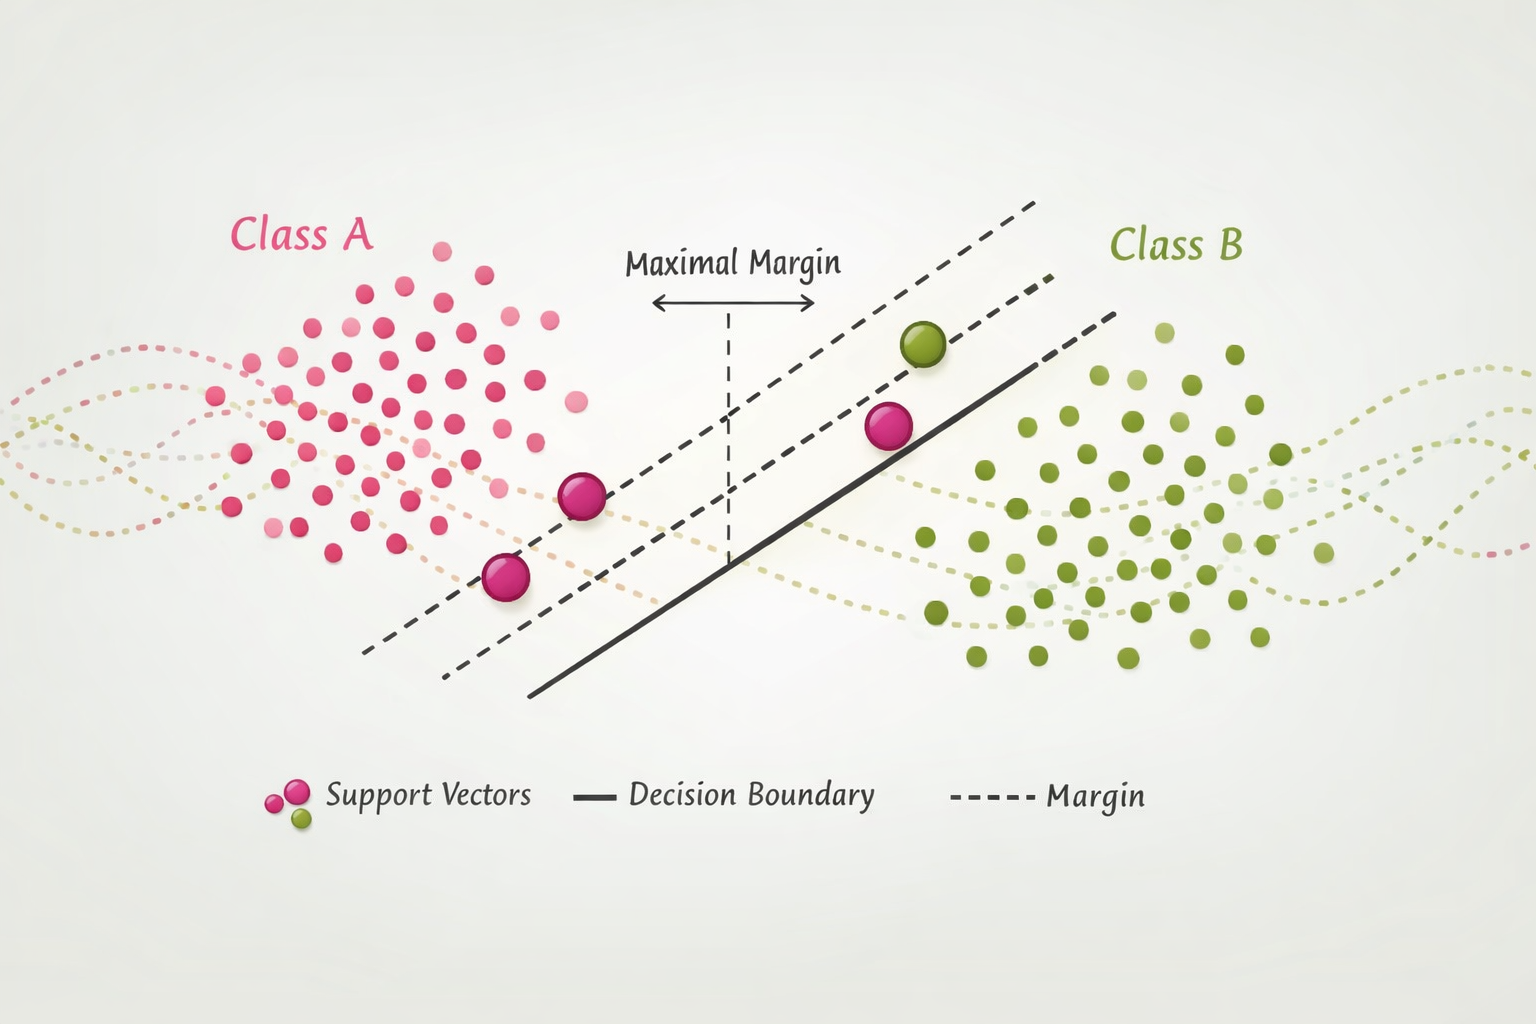 Class A
Maximal Margin
Class B
Support Vectors
Decision Boundary
Margin